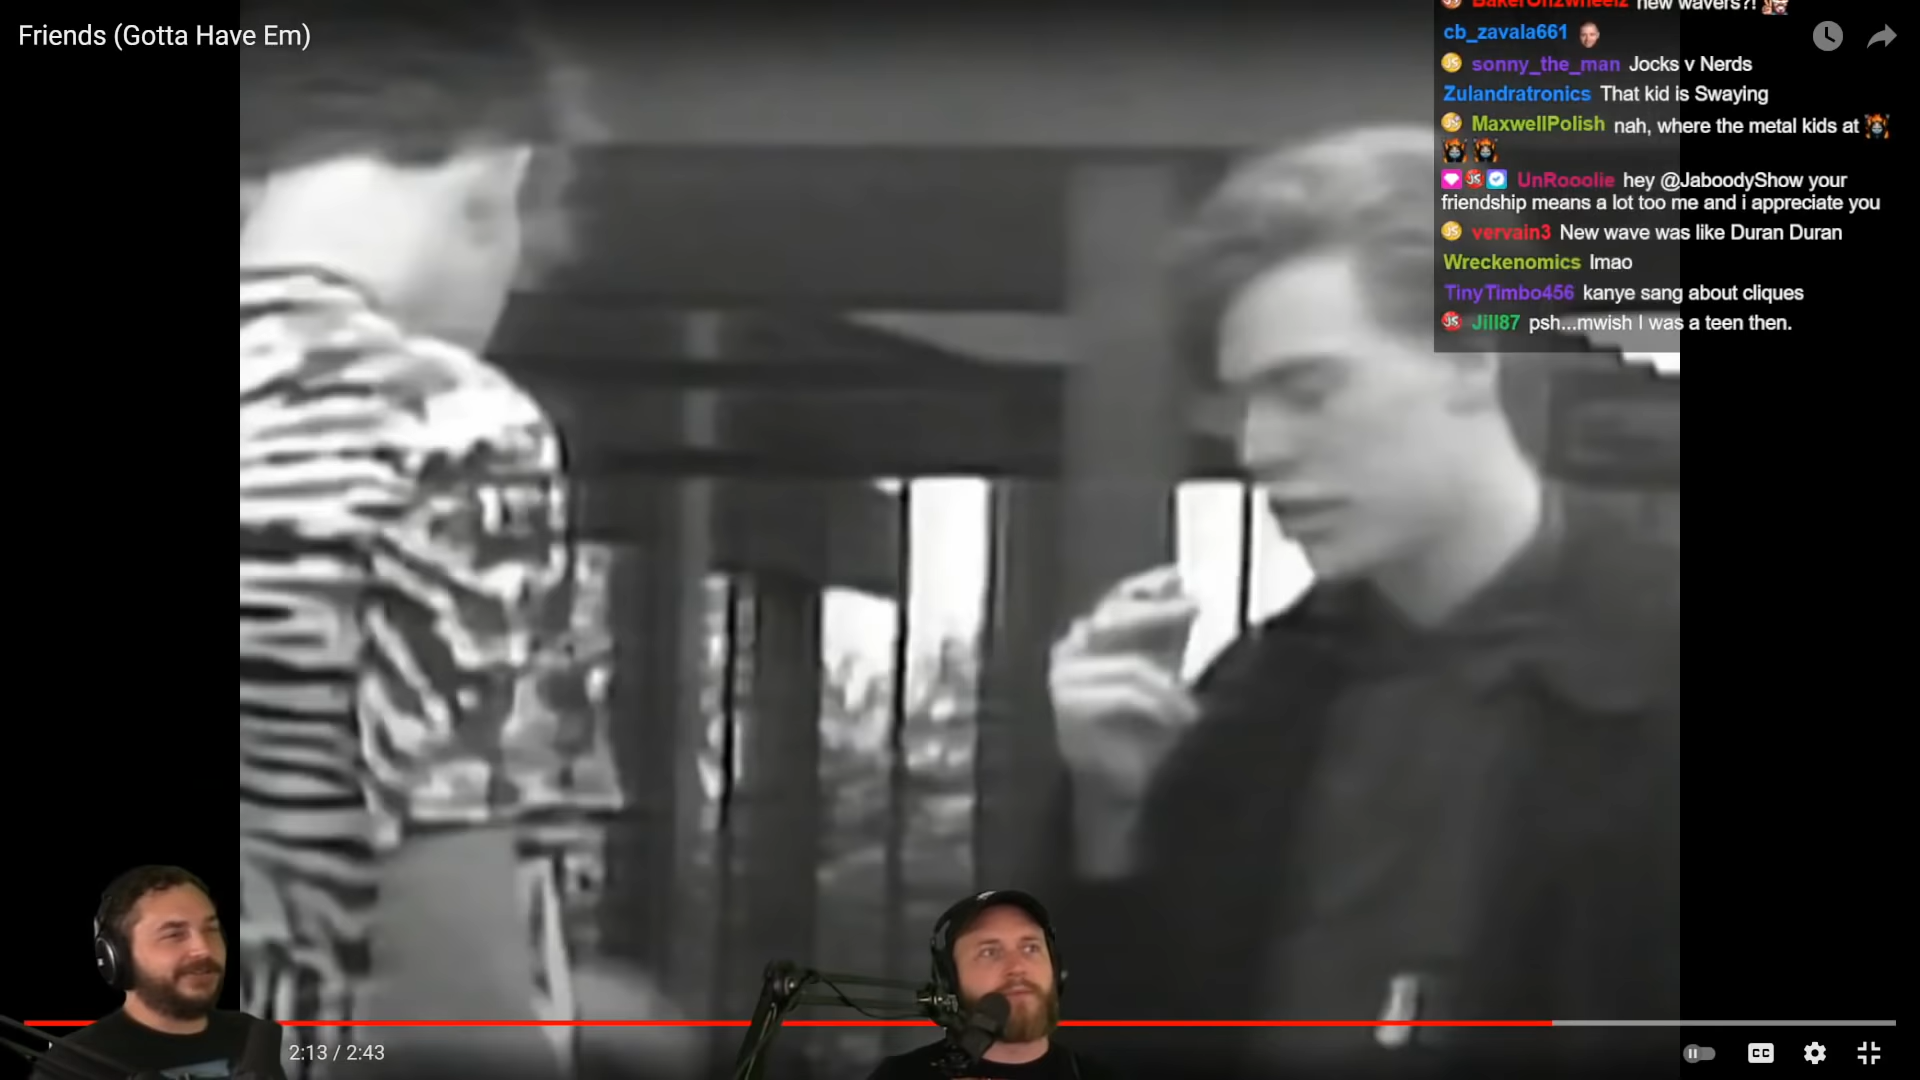 Friends (Gotta Have Em)
BakerOn2Wheelz new wavers?!
cb_zavala661
sonny_the_man Jocks v Nerds
Zulandratronics That kid is Swaying
MaxwellPolish nah, where the metal kids at
UnRooolie hey @JaboodyShow your
friendship means a lot too me and i appreciate you
vervain3 New wave was like Duran Duran
Wreckenomics lmao
TinyTimbo456 kanye sang about cliques
Jill87 psh...mwish I was a teen then.
2:13 / 2:43
CC